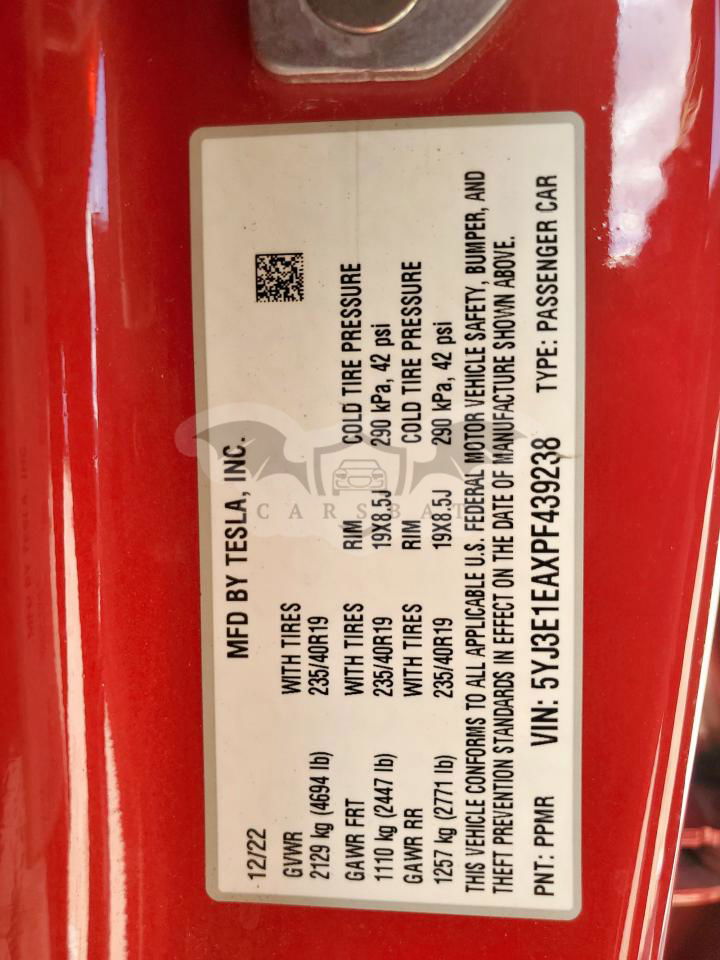 MFD BY TESLA, INC.
12/22
GVWR WITH TIRES
2129 kg (4694 lb) 235/40R19
GAWR FRT WITH TIRES RIM COLD TIRE PRESSURE
1110 kg (2447 lb) 235/40R19 19X8.5J 290 kPa, 42 psi
GAWR RR WITH TIRES RIM COLD TIRE PRESSURE
1257 kg (2771 lb) 235/40R19 19X8.5J 290 kPa, 42 psi
THIS VEHICLE CONFORMS TO ALL APPLICABLE U.S. FEDERAL MOTOR VEHICLE SAFETY, BUMPER, AND
THEFT PREVENTION STANDARDS IN EFFECT ON THE DATE OF MANUFACTURE SHOWN ABOVE.
PNT: PPMR VIN: 5YJ3E1EAXPF439238 TYPE: PASSENGER CAR
CARSBAT